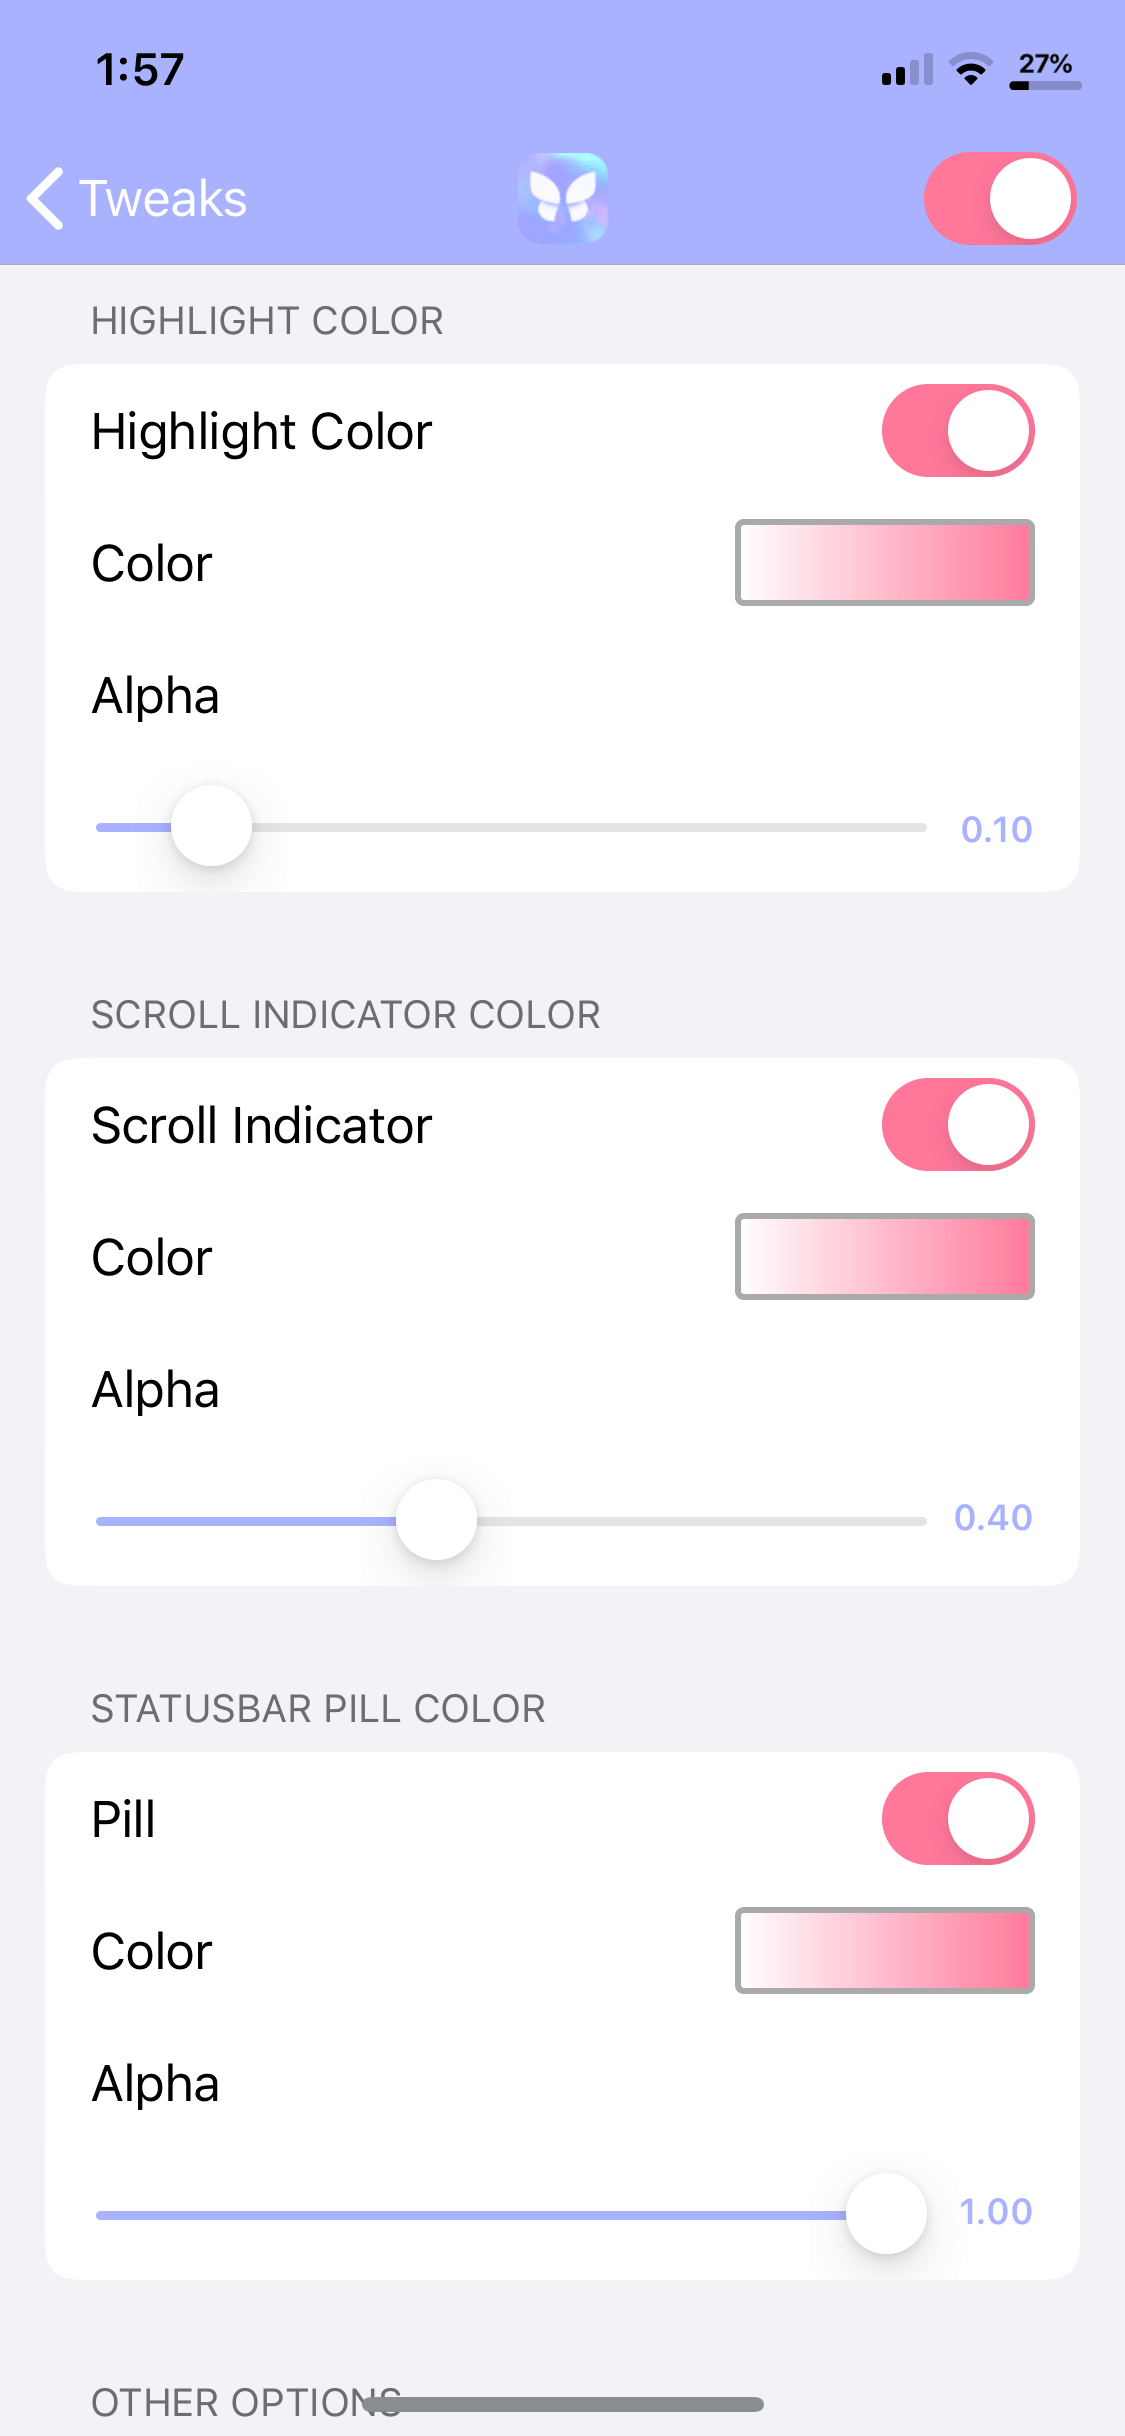 1:57
27%
Tweaks
HIGHLIGHT COLOR
Highlight Color
Color
Alpha
0.10
SCROLL INDICATOR COLOR
Scroll Indicator
Color
Alpha
0.40
STATUSBAR PILL COLOR
Pill
Color
Alpha
1.00
OTHER OPTIONS